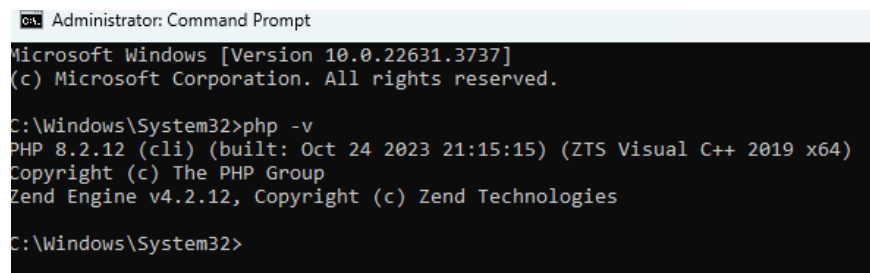 Administrator: Command Prompt
Microsoft Windows [Version 10.0.22631.3737]
(c) Microsoft Corporation. All rights reserved.
C:\Windows\System32>php -v
PHP 8.2.12 (cli) (built: Oct 24 2023 21:15:15) (ZTS Visual C++ 2019 x64)
Copyright (c) The PHP Group
Zend Engine v4.2.12, Copyright (c) Zend Technologies
C:\Windows\System32>